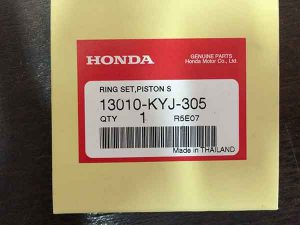 HONDA
GENUINE PARTS
Honda Motor Co., Ltd.
RING SET,PISTON S
13010-KYJ-305
QTY 1 R5E07
Made in THAILAND